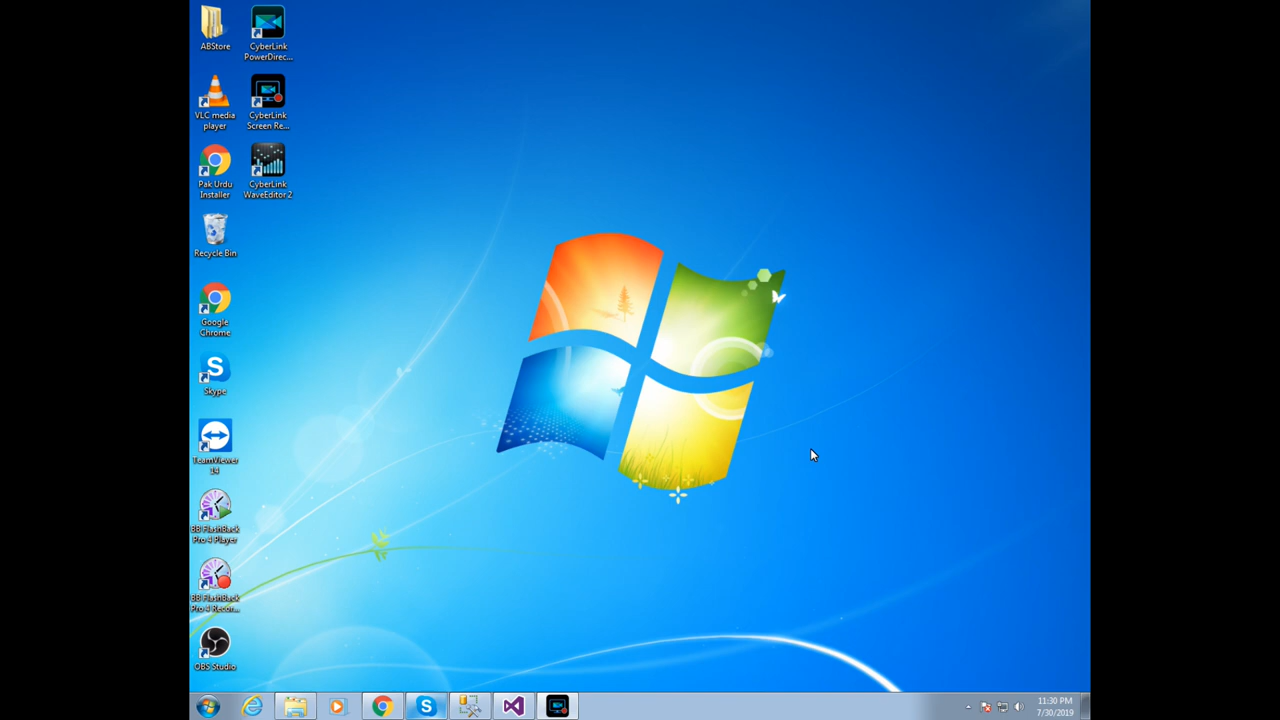 ABStore
CyberLink
PowerDirec...
VLC media
player
CyberLink
Screen Re...
Pak Urdu
Installer
CyberLink
WaveEditor 2
Recycle Bin
Google
Chrome
Skype
TeamViewer
14
BB FlashBack
Pro 4 Player
BB FlashBack
Pro 4 Recor...
OBS Studio
11:30 PM
7/30/2019